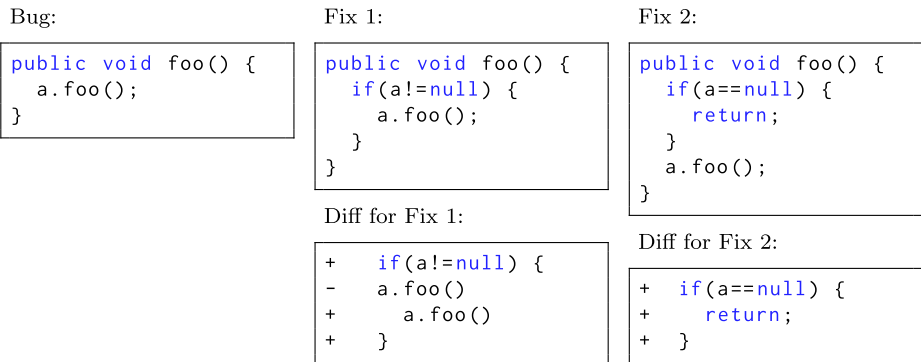 Bug:
public void foo() {
  a.foo();
}
Fix 1:
public void foo() {
  if(a!=null) {
    a.foo();
  }
}
Diff for Fix 1:
+   if(a!=null) {
-   a.foo()
+     a.foo()
+   }
Fix 2:
public void foo() {
  if(a==null) {
    return;
  }
  a.foo();
}
Diff for Fix 2:
+  if(a==null) {
+    return;
+  }